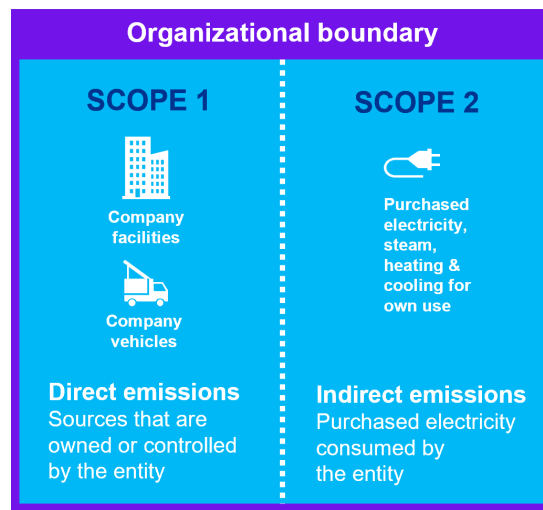 Organizational boundary
SCOPE 1
Company
facilities
Company
vehicles
Direct emissions
Sources that are
owned or controlled
by the entity
SCOPE 2
Purchased
electricity,
steam,
heating &
cooling for
own use
Indirect emissions
Purchased electricity
consumed by
the entity